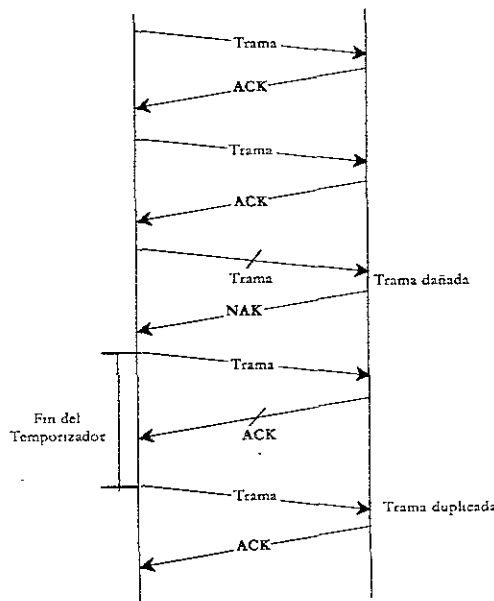 Trama
ACK
Trama
ACK
Trama
Trama dañada
NAK
Trama
Fin del
Temporizador
ACK
Trama
Trama duplicada
ACK